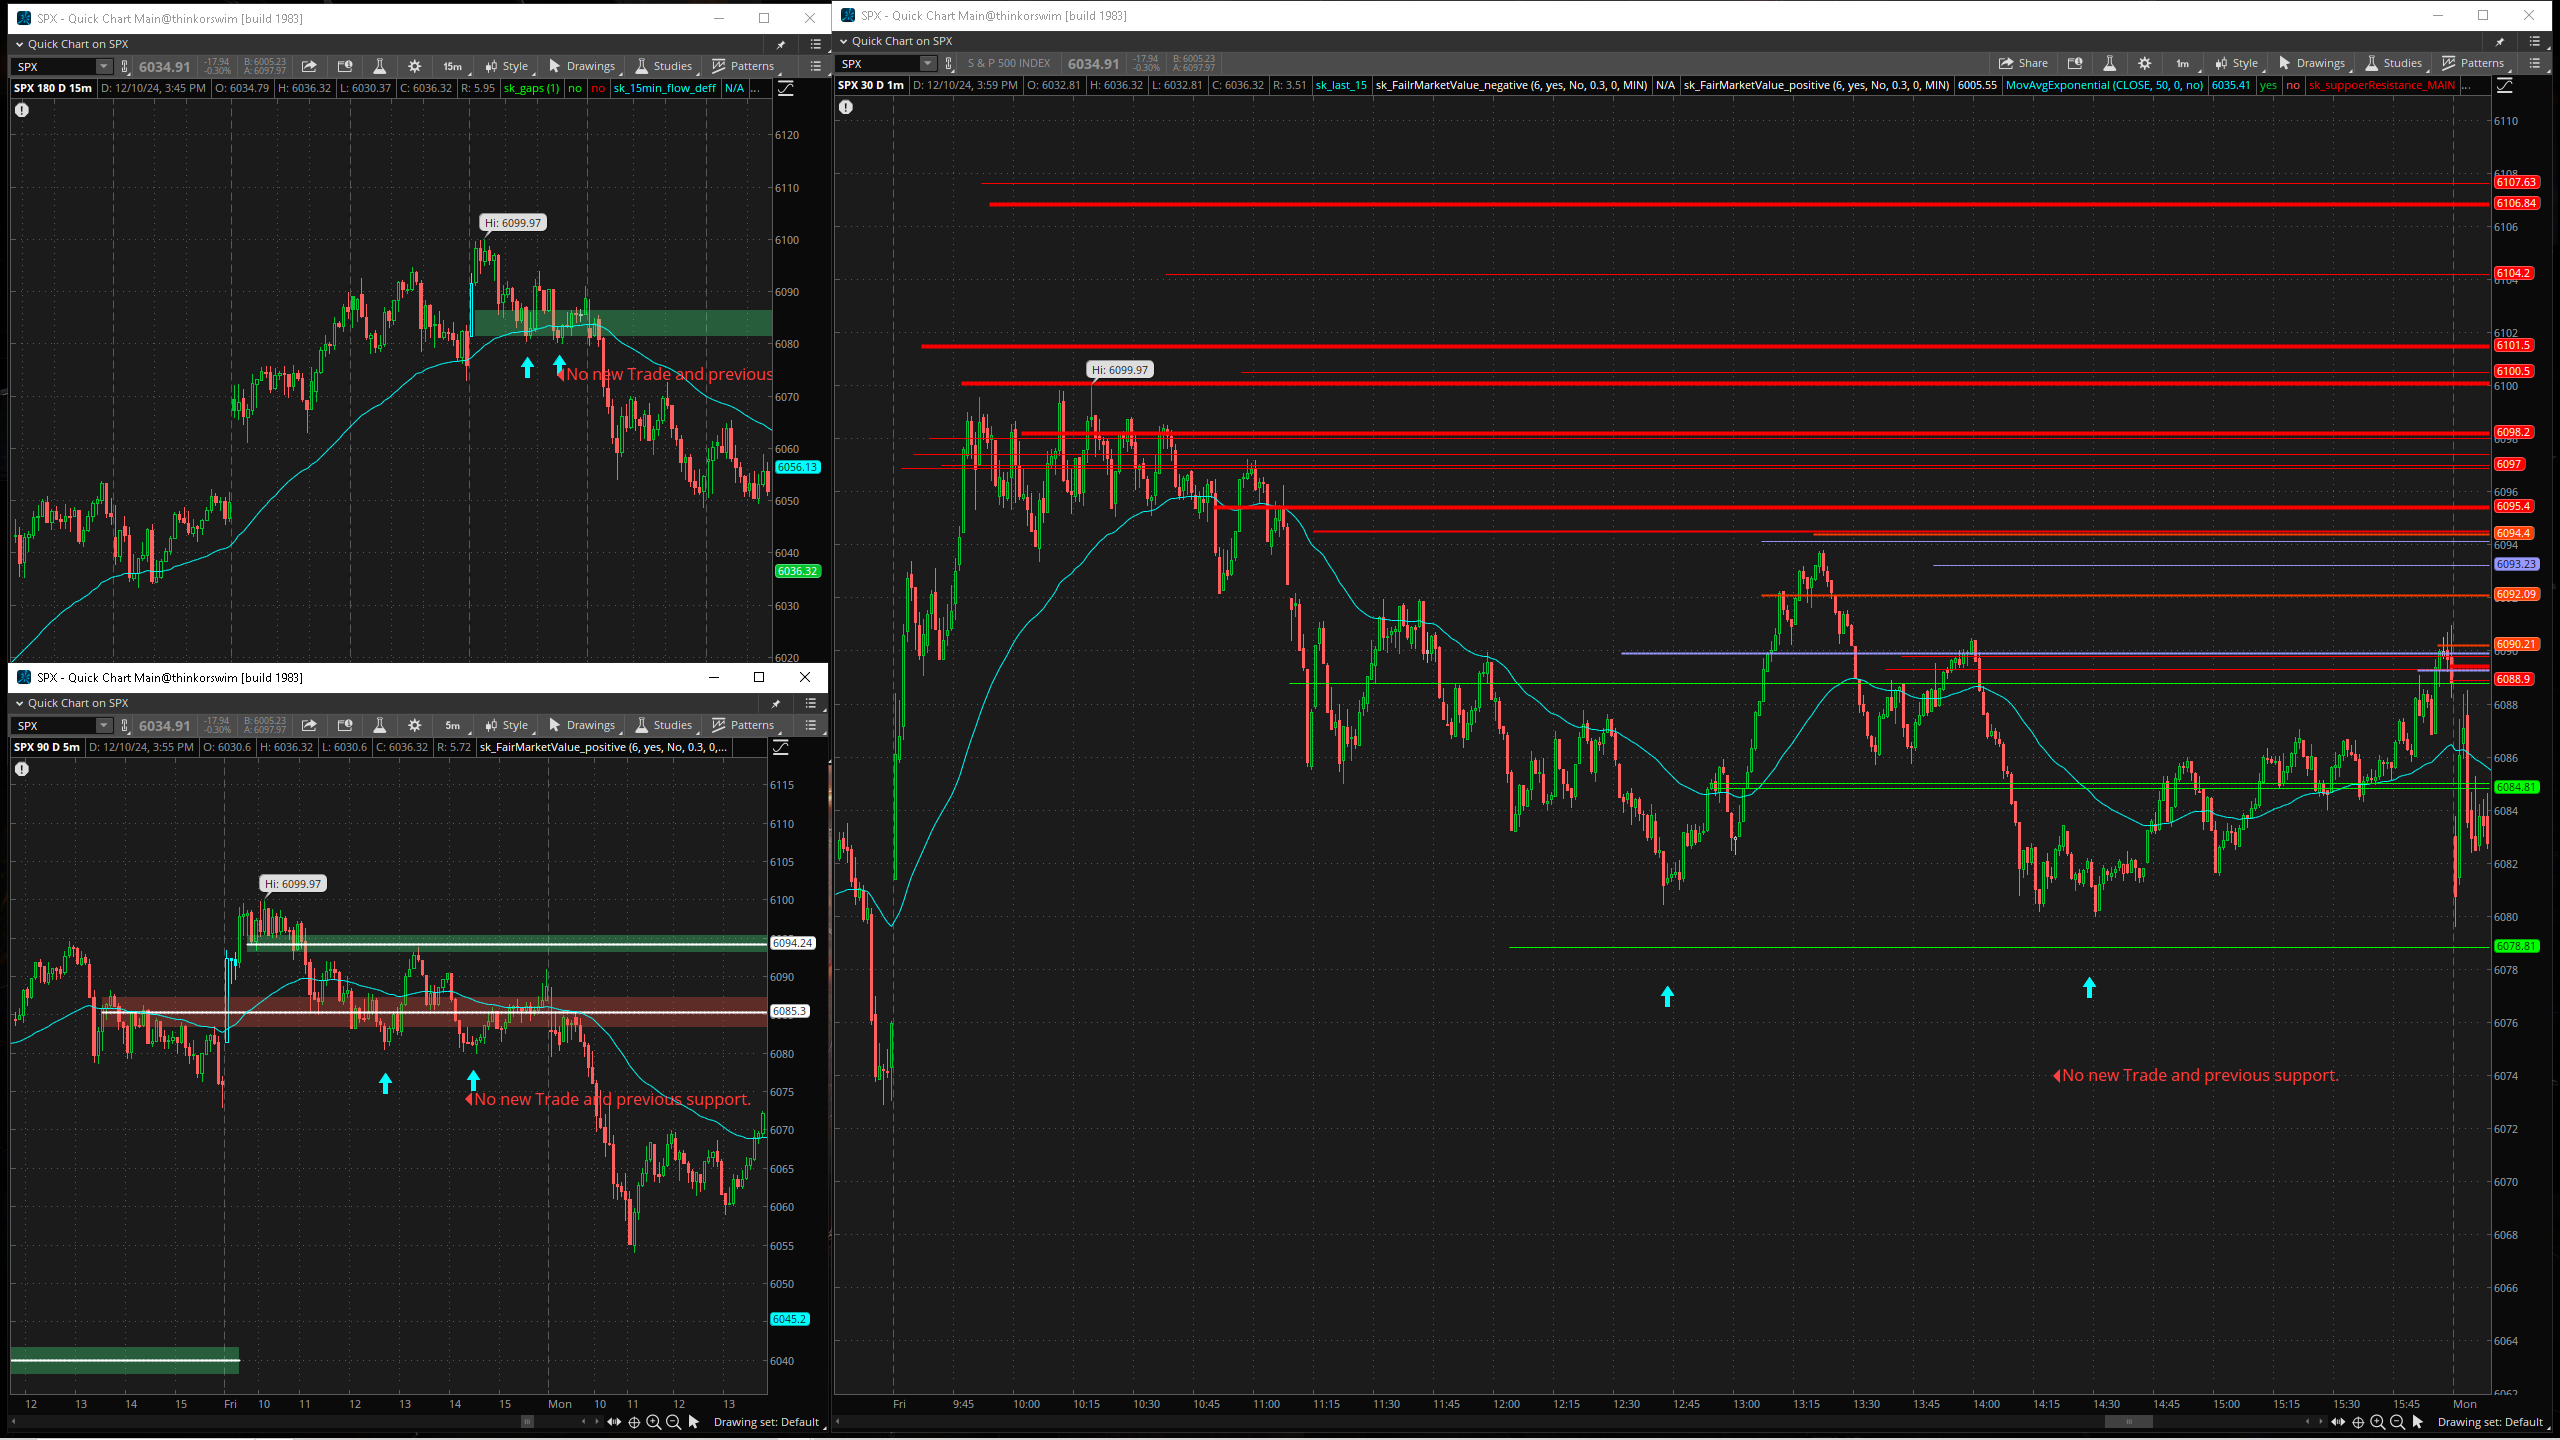 SPX - Quick Chart Main@thinkorswim [build 1983]
Quick Chart on SPX
SPX 6034.91 -17.94 -0.30% B: 6005.23 A: 6097.97 15m Style Drawings Studies Patterns
SPX 180 D 15m D: 12/10/24, 3:45 PM O: 6034.79 H: 6036.32 L: 6030.37 C: 6036.32 R: 5.95 sk_gaps (1) no no sk_15min_flow_deff N/A ...
6120
6110
Hi: 6099.97
6100
6090
6080
No new Trade and previous
6070
6060
6056.13
6050
6040
6036.32
6030
6020
SPX - Quick Chart Main@thinkorswim [build 1983]
Quick Chart on SPX
SPX 6034.91 -17.94 -0.30% B: 6005.23 A: 6097.97 5m Style Drawings Studies Patterns
SPX 90 D 5m D: 12/10/24, 3:55 PM O: 6030.6 H: 6036.32 L: 6030.6 C: 6036.32 R: 5.72 sk_FairMarketValue_positive (6, yes, No, 0.3, 0,...
6115
6110
6105
Hi: 6099.97
6100
6094.24
6090
6085.3
6080
6075
No new Trade and previous support.
6070
6065
6060
6055
6050
6045.2
6040
12 13 14 15 Fri 10 11 12 13 14 15 Mon 10 11 12 13
Drawing set: Default
SPX - Quick Chart Main@thinkorswim [build 1983]
Quick Chart on SPX
SPX S & P 500 INDEX 6034.91 -17.94 -0.30% B: 6005.23 A: 6097.97 Share 1m Style Drawings Studies Patterns
SPX 30 D 1m D: 12/10/24, 3:59 PM O: 6032.81 H: 6036.32 L: 6032.81 C: 6036.32 R: 3.51 sk_last_15 sk_FailrMarketValue_negative (6, yes, No, 0.3, 0, MIN) N/A sk_FairMarketValue_positive (6, yes, No, 0.3, 0, MIN) 6005.55 MovAvgExponential (CLOSE, 50, 0, no) 6035.41 yes no sk_suppoerResistance_MAIN ...
6110
6107.63
6106.84
6106
6104.2
6104
6102
6101.5
6100.5
Hi: 6099.97
6100
6098.2
6097
6096
6095.4
6094.4
6094
6093.23
6092.09
6090.21
6088.9
6088
6086
6084.81
6084
6082
6080
6078.81
6078
6076
No new Trade and previous support.
6074
6072
6070
6068
6066
6064
6062
Fri 9:45 10:00 10:15 10:30 10:45 11:00 11:15 11:30 11:45 12:00 12:15 12:30 12:45 13:00 13:15 13:30 13:45 14:00 14:15 14:30 14:45 15:00 15:15 15:30 15:45 Mon
Drawing set: Default